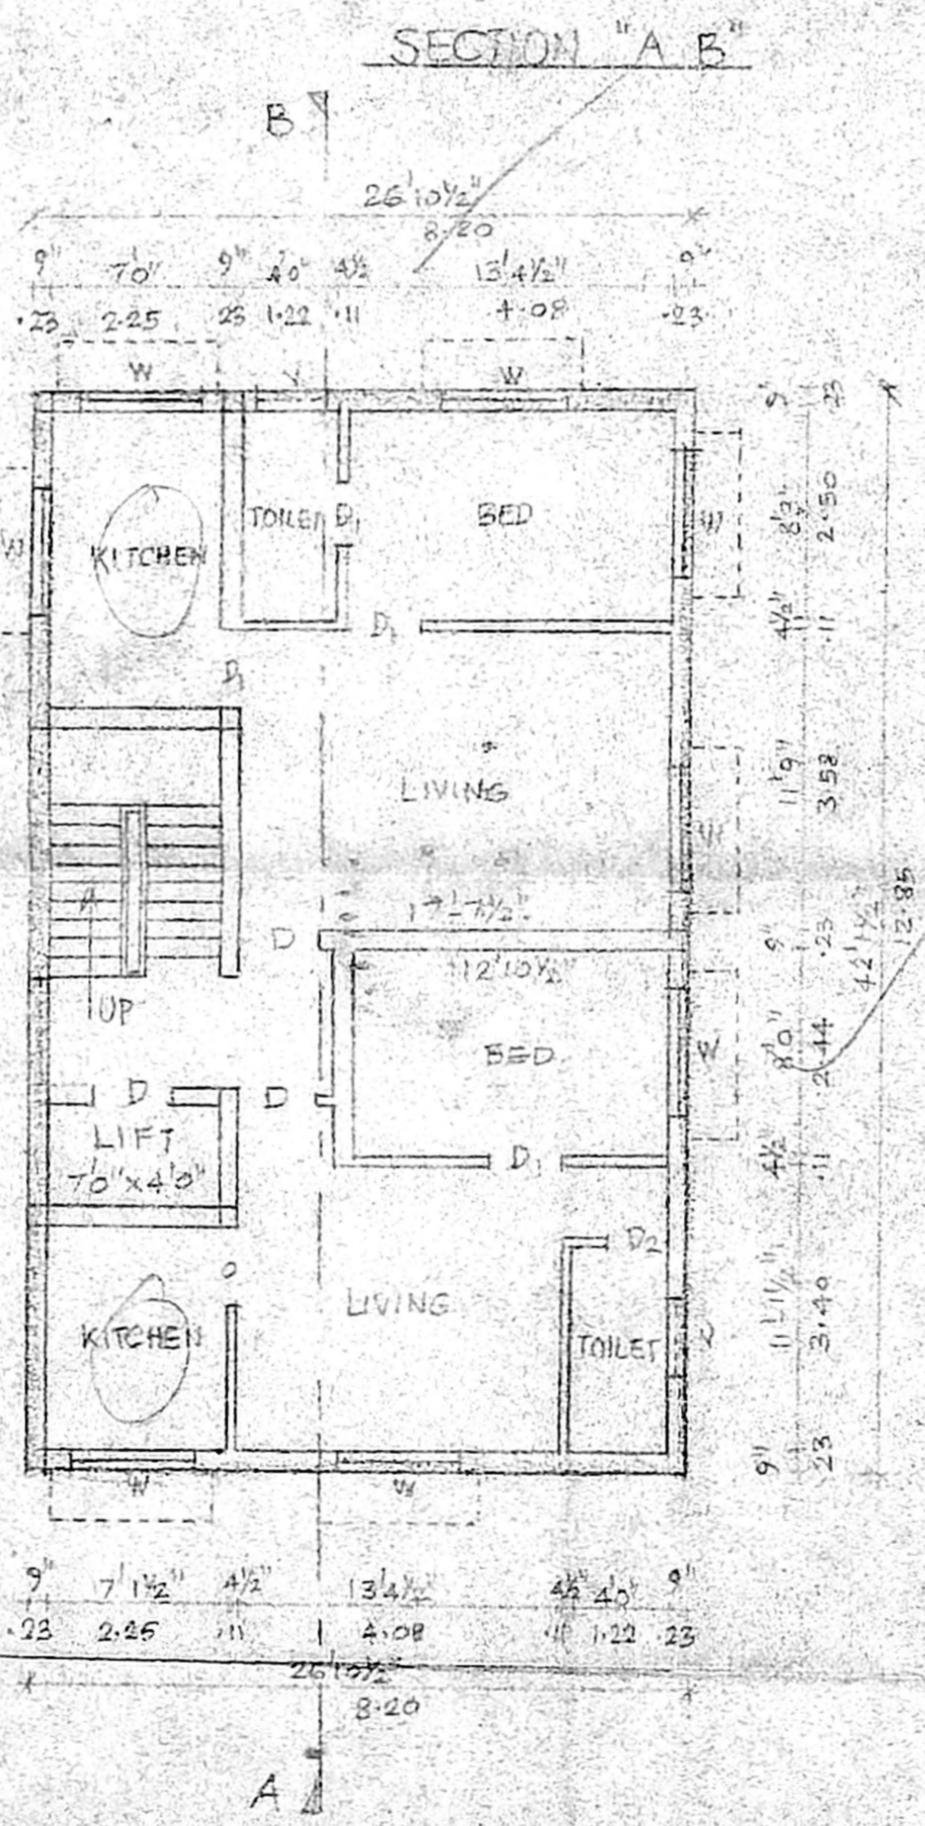 SECTION "A B"
B
26'10½"
8.20
9" 7'0" 9" 4'0" 4½ 13'4½" 9"
.23 2.25 23 1.22 .11 4.08 .23
W V W
9" 23
KITCHEN TOILET D1 BED
W W
8'3" 2.50
D1
4½" .11
D1
LIVING
W
11'9" 3.58
17'-7½"
D
112'10½"
9" .23
42'1½"
12.85
UP
BED
W
8'0" 2.44
D D
LIFT
7'0"x4'0"
D1
4½" .11
D2
LIVING
KITCHEN TOILET
V
11'1½" 3.40
9" 23
W W
9" 7'1½" 4½" 13'4½" 4½" 4'0" 9"
.23 2.25 .11 4.08 .11 1.22 .23
26'10½"
8.20
A